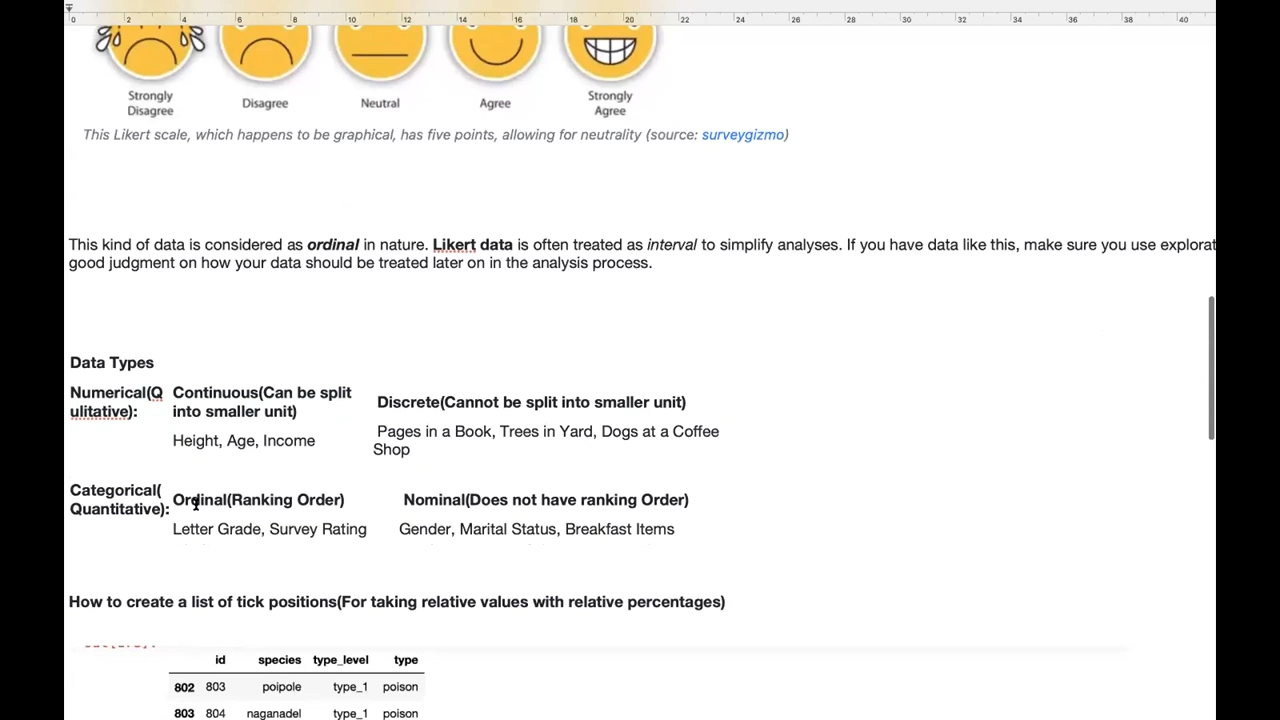 0 2 4 6 8 10 12 14 16 18 20 22 24 26 28 30 32 34 36 38 40
Strongly Disagree Disagree Neutral Agree Strongly Agree
This Likert scale, which happens to be graphical, has five points, allowing for neutrality (source: surveygizmo)
This kind of data is considered as ordinal in nature. Likert data is often treated as interval to simplify analyses. If you have data like this, make sure you use explorat
good judgment on how your data should be treated later on in the analysis process.
Data Types
Numerical(Q
ulitative):
Continuous(Can be split
into smaller unit)
Discrete(Cannot be split into smaller unit)
Height, Age, Income
Pages in a Book, Trees in Yard, Dogs at a Coffee
Shop
Categorical(
Quantitative):
Ordinal(Ranking Order)
Nominal(Does not have ranking Order)
Letter Grade, Survey Rating
Gender, Marital Status, Breakfast Items
How to create a list of tick positions(For taking relative values with relative percentages)
id species type_level type
802 803 poipole type_1 poison
803 804 naganadel type_1 poison